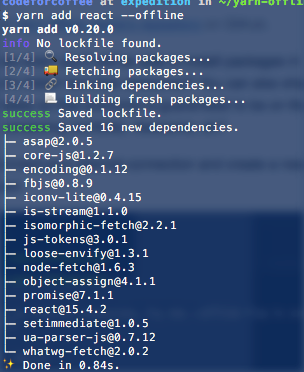 codeforcoffee at expedition in ~/yarn-offlin
$ yarn add react --offline
yarn add v0.20.0
info No lockfile found.
[1/4] 🔍 Resolving packages...
[2/4] 🚚 Fetching packages...
[3/4] 🔗 Linking dependencies...
[4/4] 📃 Building fresh packages...
success Saved lockfile.
success Saved 16 new dependencies.
├─ asap@2.0.5
├─ core-js@1.2.7
├─ encoding@0.1.12
├─ fbjs@0.8.9
├─ iconv-lite@0.4.15
├─ is-stream@1.1.0
├─ isomorphic-fetch@2.2.1
├─ js-tokens@3.0.1
├─ loose-envify@1.3.1
├─ node-fetch@1.6.3
├─ object-assign@4.1.1
├─ promise@7.1.1
├─ react@15.4.2
├─ setimmediate@1.0.5
├─ ua-parser-js@0.7.12
└─ whatwg-fetch@2.0.2
✨ Done in 0.84s.